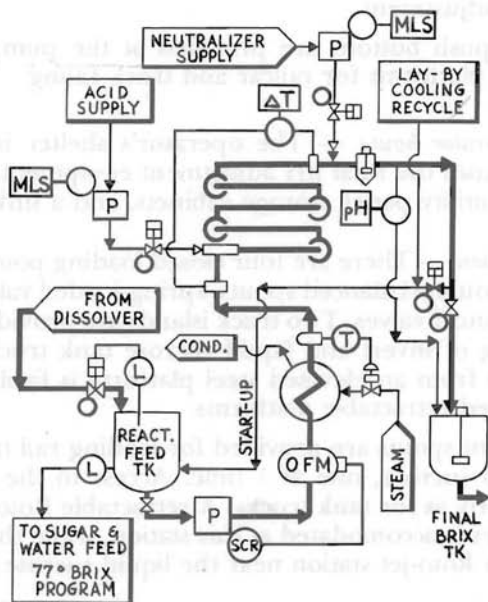 NEUTRALIZER
SUPPLY
P
MLS
LAY-BY
COOLING
RECYCLE
ACID
SUPPLY
ΔT
MLS
P
pH
FROM
DISSOLVER
COND.
T
L
START-UP
REACT.
FEED
TK.
STEAM
O FM
L
P
SCR
TO SUGAR &
WATER FEED
77° BRIX
PROGRAM
FINAL
BRIX
TK